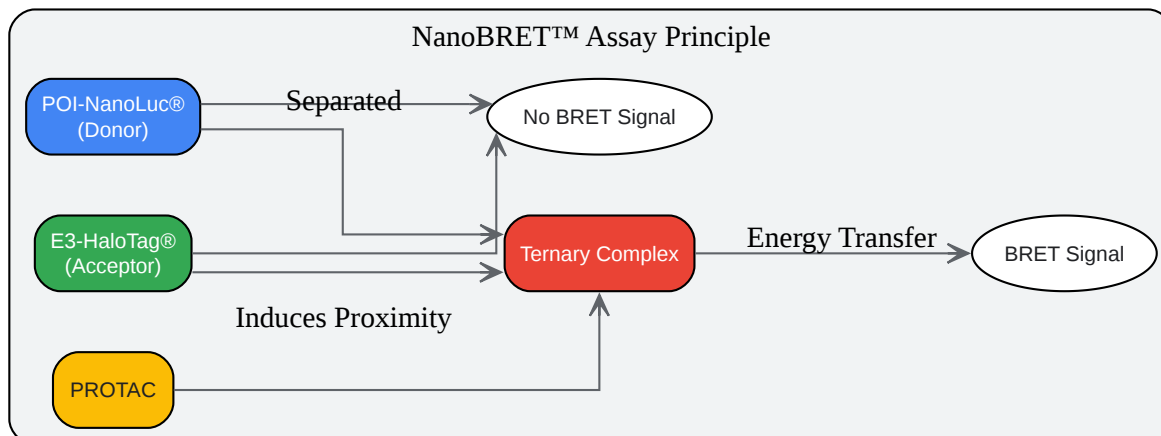 NanoBRET™ Assay Principle
POI-NanoLuc®
(Donor)
Separated
No BRET Signal
E3-HaloTag®
(Acceptor)
Ternary Complex
Energy Transfer
BRET Signal
Induces Proximity
PROTAC